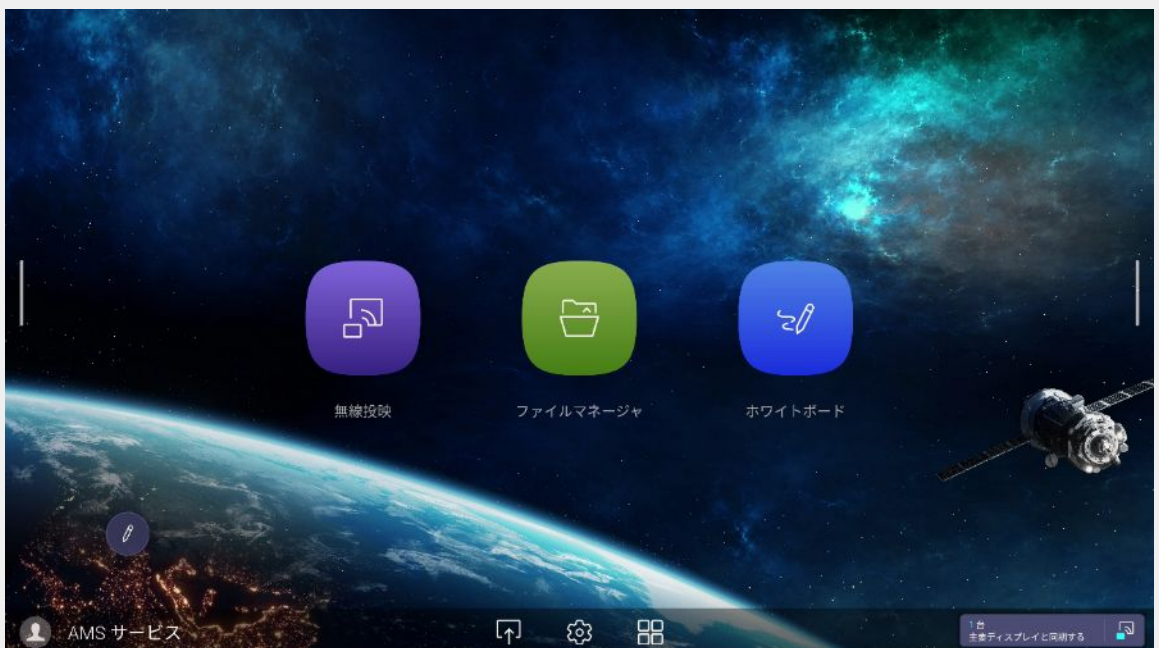 無線投映
ファイルマネージャ
ホワイトボード
AMS サービス
1 台
主要ディスプレイと同期する